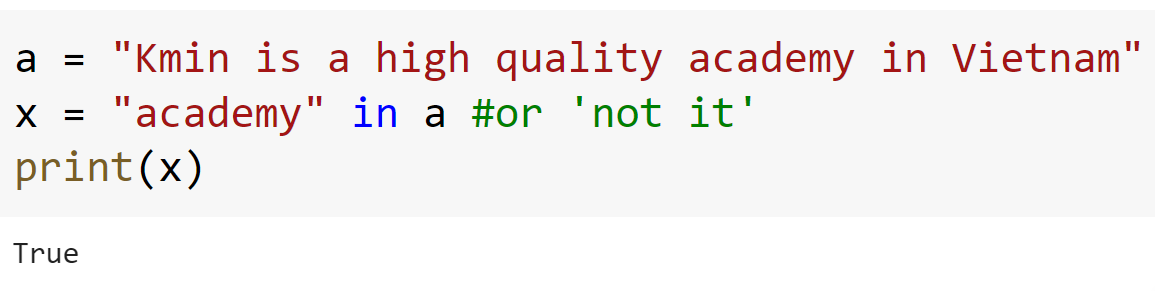 a = "Kmin is a high quality academy in Vietnam"
x = "academy" in a #or 'not it'
print(x)
True